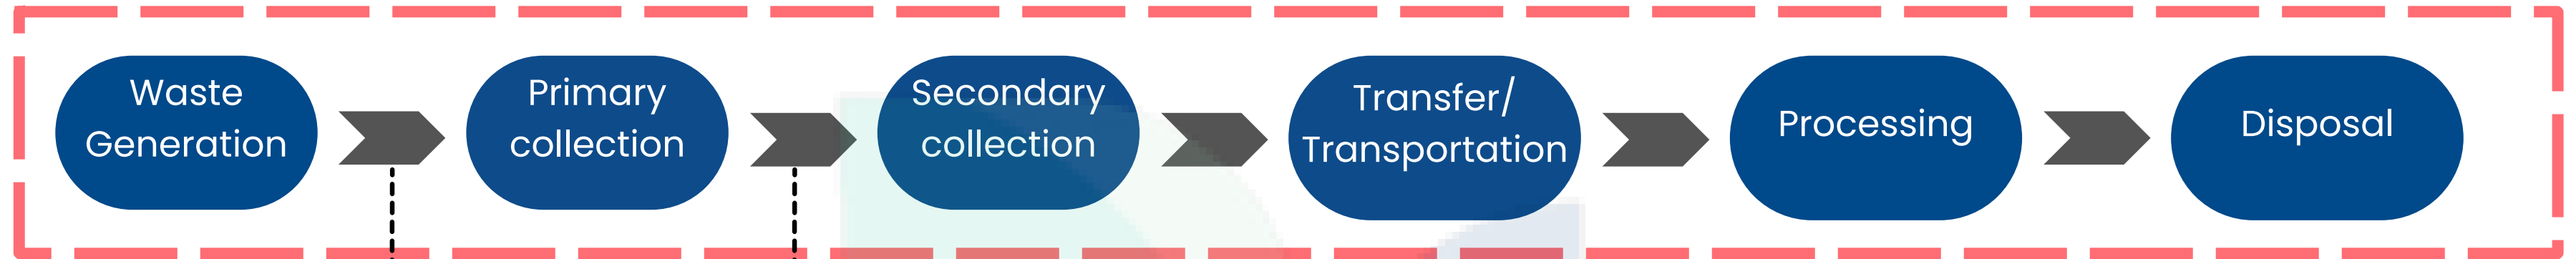 Waste
Generation
Primary
collection
Secondary
collection
Transfer/
Transportation
Processing
Disposal